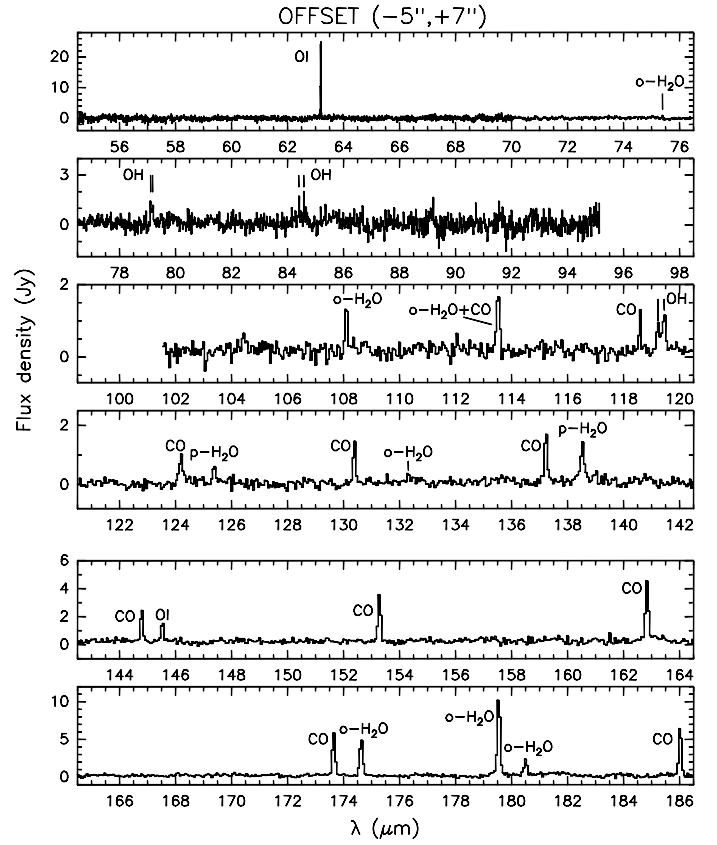 OFFSET (−5",+7")
20
10
0
OI
o−H₂O
56 58 60 62 64 66 68 70 72 74 76
3
0
OH OH
78 80 82 84 86 88 90 92 94 96 98
2
1
0
o−H₂O o−H₂O+CO CO OH
100 102 104 106 108 110 112 114 116 118 120
2
0
CO p−H₂O CO o−H₂O CO p−H₂O
122 124 126 128 130 132 134 136 138 140 142
6
4
2
0
CO OI CO CO
144 146 148 150 152 154 156 158 160 162 164
10
5
0
CO o−H₂O o−H₂O o−H₂O CO
166 168 170 172 174 176 178 180 182 184 186
Flux density (Jy)
λ (μm)